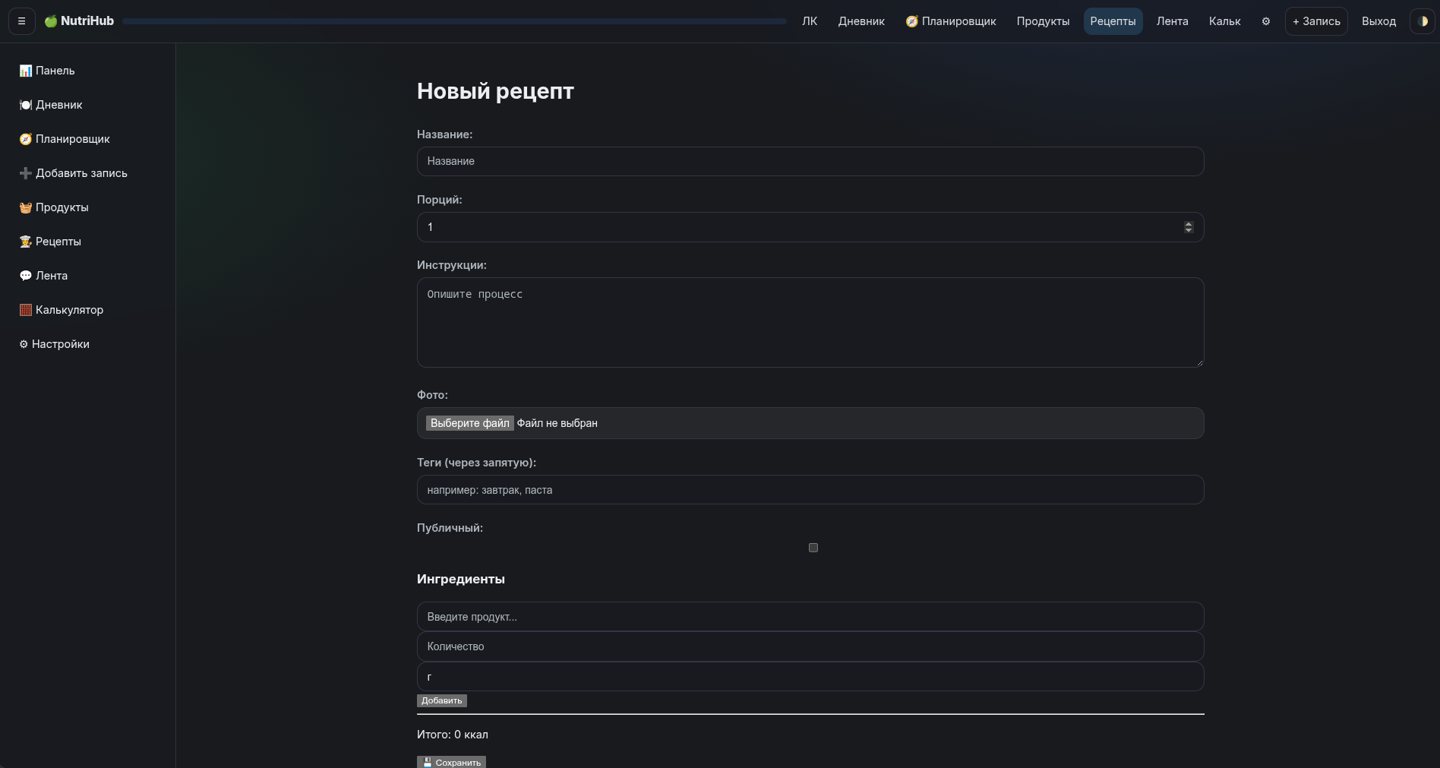 ☰ 🍏 NutriHub ЛК Дневник 🧭 Планировщик Продукты Рецепты Лента Кальк ⚙ + Запись Выход
📊 Панель
🍽 Дневник
🧭 Планировщик
➕ Добавить запись
🧺 Продукты
👨‍🍳 Рецепты
💬 Лента
🧮 Калькулятор
⚙ Настройки
Новый рецепт
Название:
Название
Порций:
1
Инструкции:
Опишите процесс
Фото:
Выберите файл Файл не выбран
Теги (через запятую):
например: завтрак, паста
Публичный:
Ингредиенты
Введите продукт...
Количество
г
Добавить
Итого: 0 ккал
💾 Сохранить